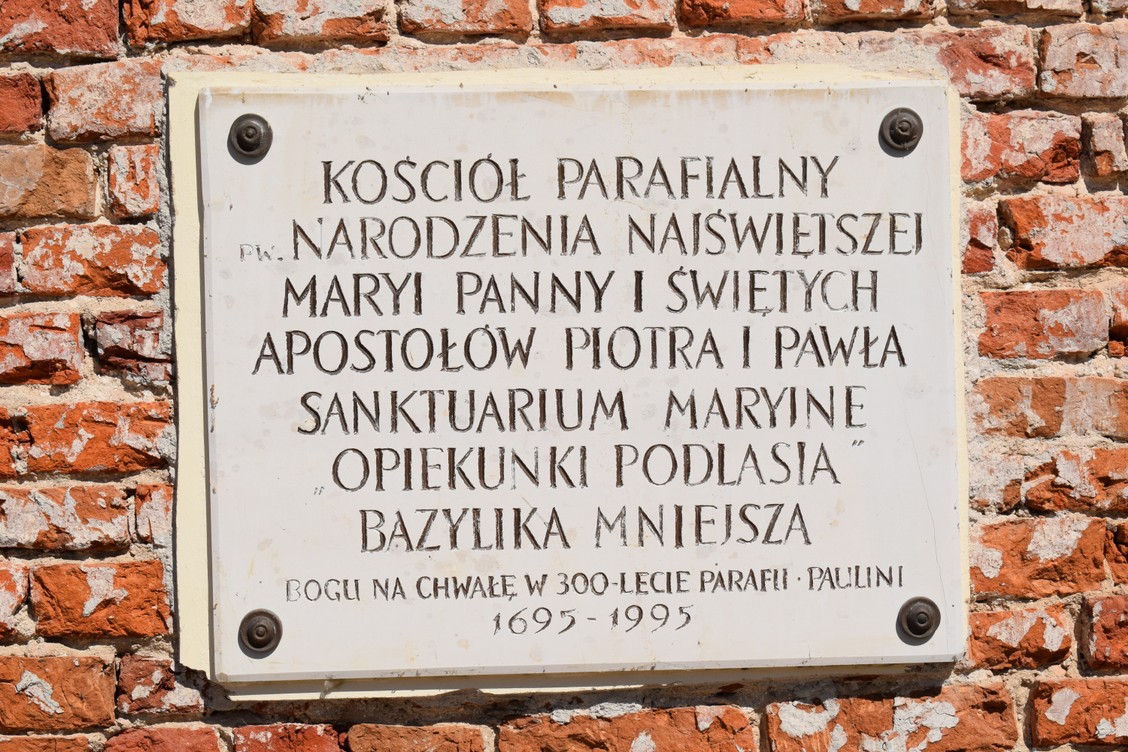 KOŚCIÓŁ PARAFIALNY
PW. NARODZENIA NAJŚWIĘTSZEJ
MARYI PANNY I ŚWIĘTYCH
APOSTOŁÓW PIOTRA I PAWŁA
SANKTUARIUM MARYJNE
„OPIEKUNKI PODLASIA”
BAZYLIKA MNIEJSZA
BOGU NA CHWAŁĘ W 300-LECIE PARAFII · PAULINI
1695-1995